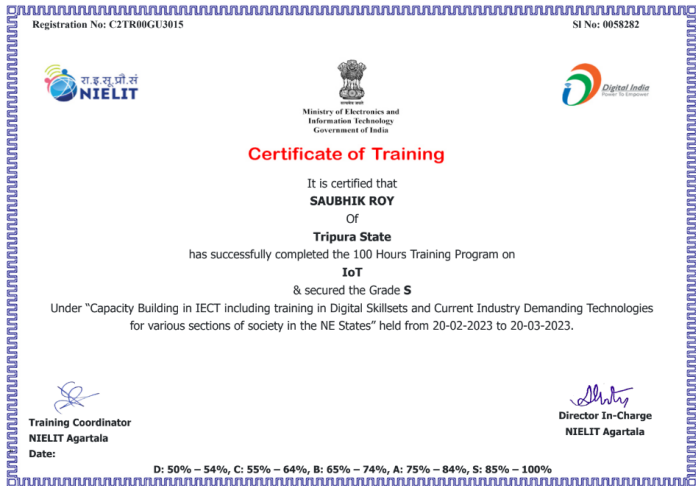 Registration No: C2TR00GU3015
Sl No: 0058282
रा.इ.सू.प्रौ.सं
NIELIT
सत्यमेव जयते
Digital India
Power To Empower
Ministry of Electronics and
Information Technology
Government of India
Certificate of Training
It is certified that
SAUBHIK ROY
Of
Tripura State
has successfully completed the 100 Hours Training Program on
IoT
& secured the Grade S
Under “Capacity Building in IECT including training in Digital Skillsets and Current Industry Demanding Technologies
for various sections of society in the NE States” held from 20-02-2023 to 20-03-2023.
Training Coordinator
NIELIT Agartala
Date:
Director In-Charge
NIELIT Agartala
D: 50% – 54%, C: 55% – 64%, B: 65% – 74%, A: 75% – 84%, S: 85% – 100%